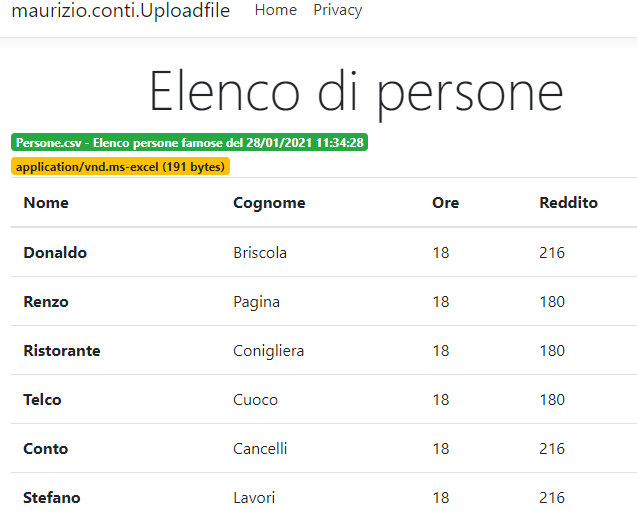 maurizio.conti.Uploadfile Home Privacy
Elenco di persone
Persone.csv - Elenco persone famose del 28/01/2021 11:34:28
application/vnd.ms-excel (191 bytes)
Nome Cognome Ore Reddito
Donaldo Briscola 18 216
Renzo Pagina 18 180
Ristorante Conigliera 18 180
Telco Cuoco 18 180
Conto Cancelli 18 216
Stefano Lavori 18 216